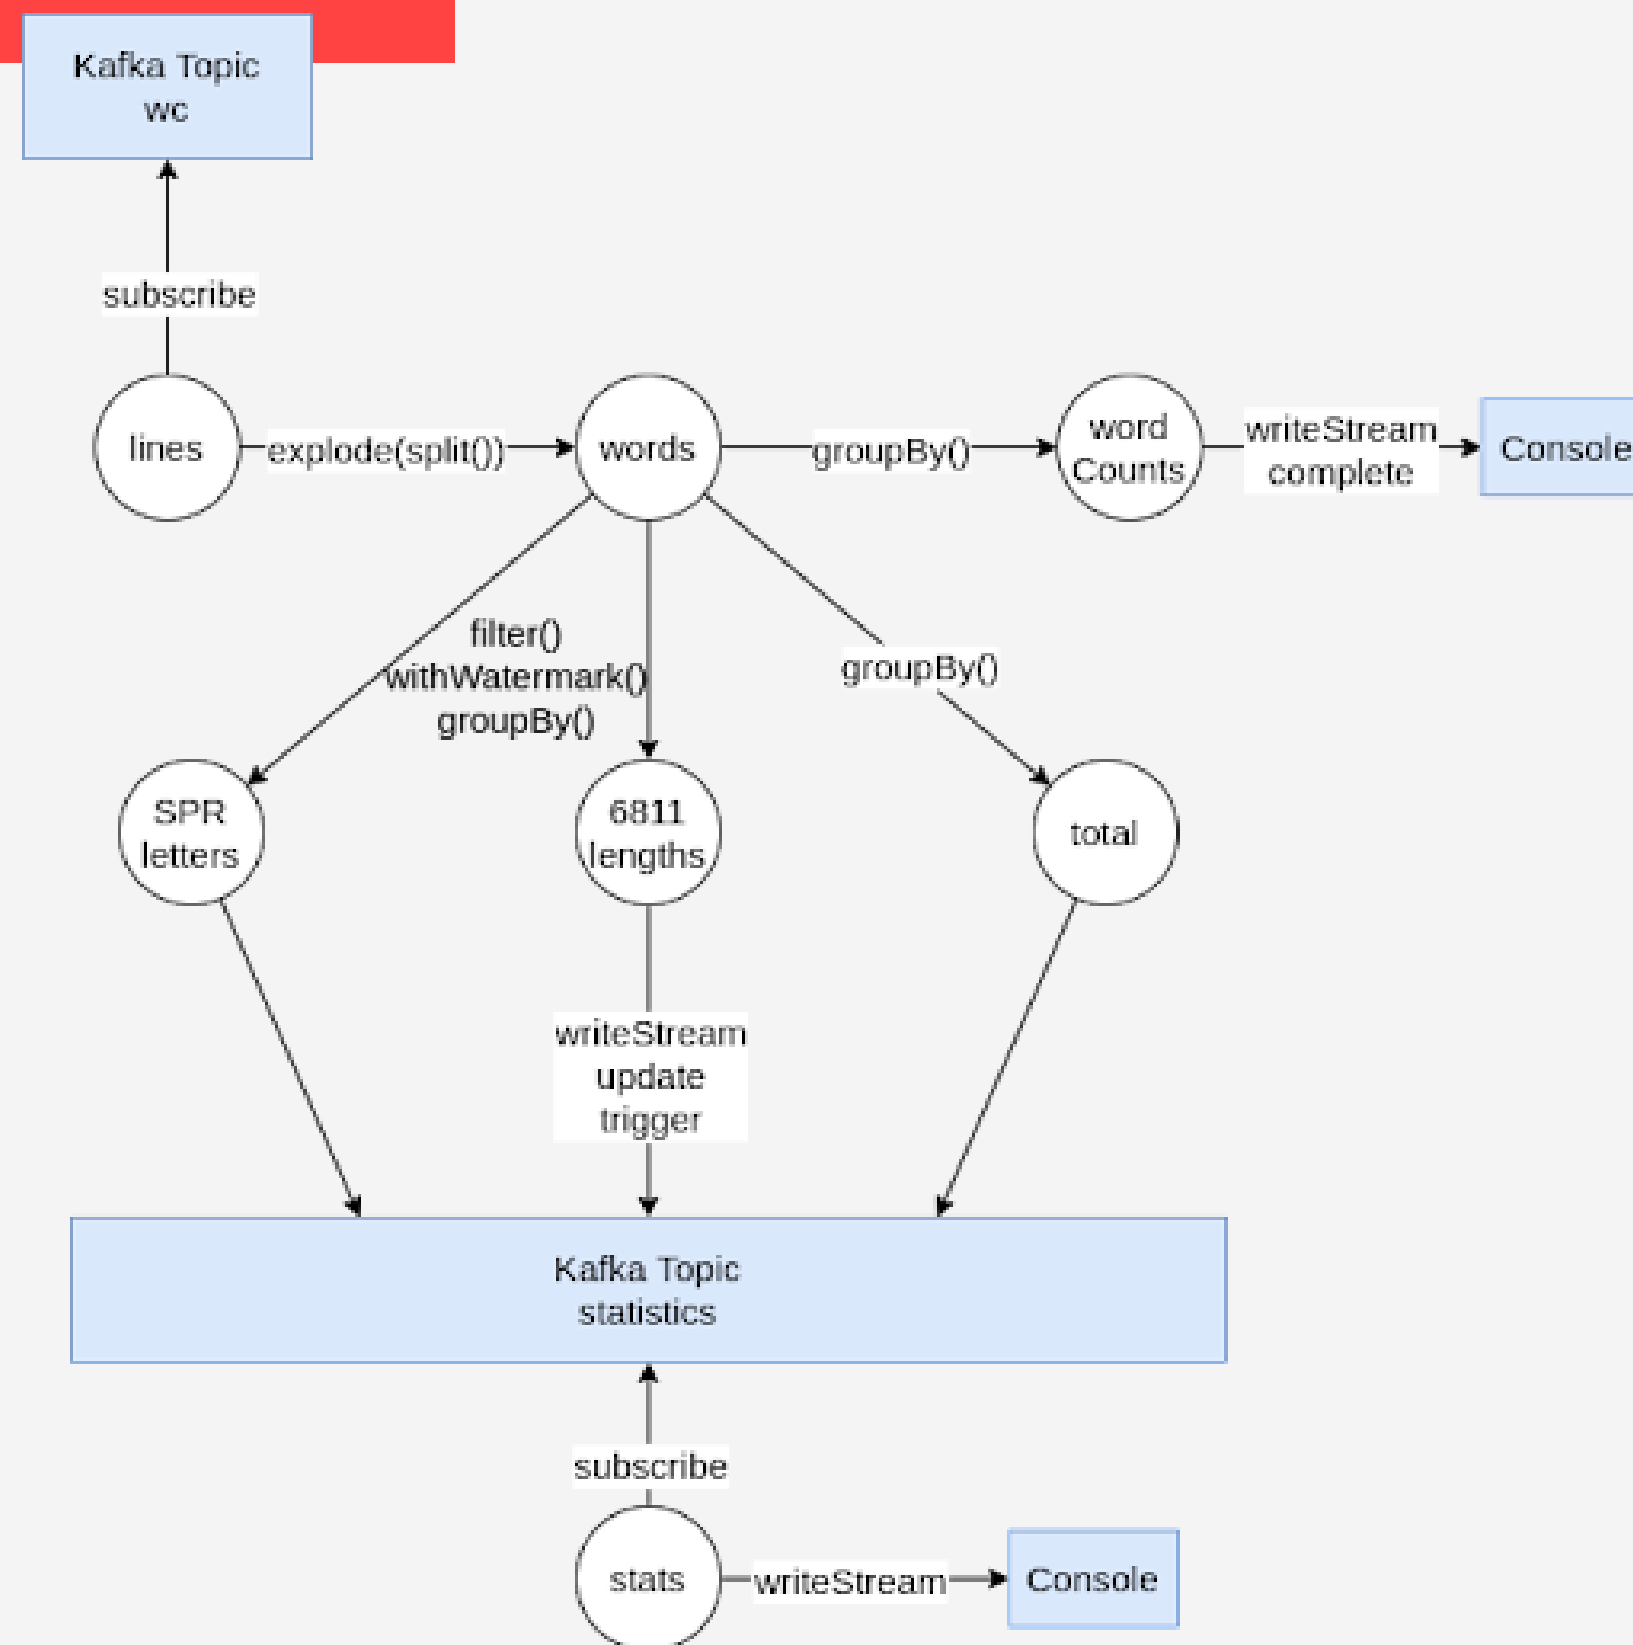 Kafka Topic
wc
subscribe
lines
explode(split())
words
groupBy()
word
Counts
writeStream
complete
Console
filter()
withWatermark()
groupBy()
groupBy()
SPR
letters
6811
lengths
total
writeStream
update
trigger
Kafka Topic
statistics
subscribe
stats
writeStream
Console